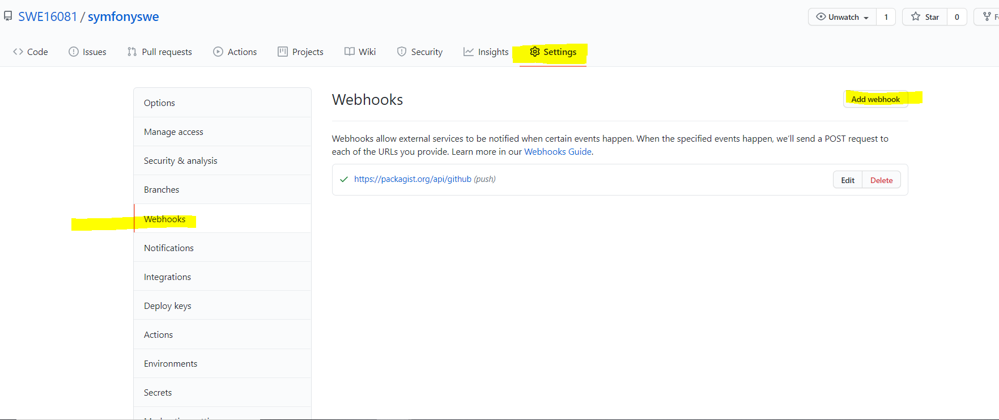 SWE16081 / symfonyswe
Unwatch 1 Star 0
Code Issues Pull requests Actions Projects Wiki Security Insights Settings
Options
Manage access
Security & analysis
Branches
Webhooks
Notifications
Integrations
Deploy keys
Actions
Environments
Secrets
Webhooks
Add webhook
Webhooks allow external services to be notified when certain events happen. When the specified events happen, we'll send a POST request to
each of the URLs you provide. Learn more in our Webhooks Guide.
https://packagist.org/api/github (push)
Edit Delete